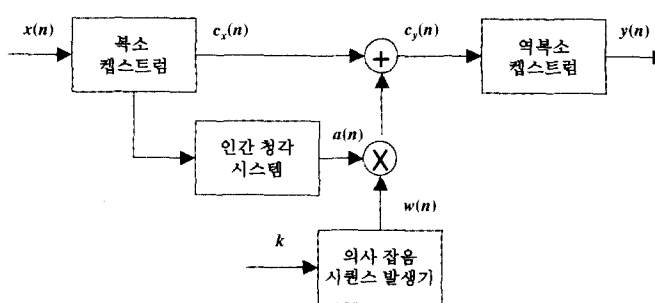 x(n)
복소
켑스트럼
c_x(n)
+
c_y(n)
역복소
켑스트럼
y(n)
인간 청각
시스템
a(n)
X
w(n)
k
의사 잡음
시퀀스 발생기